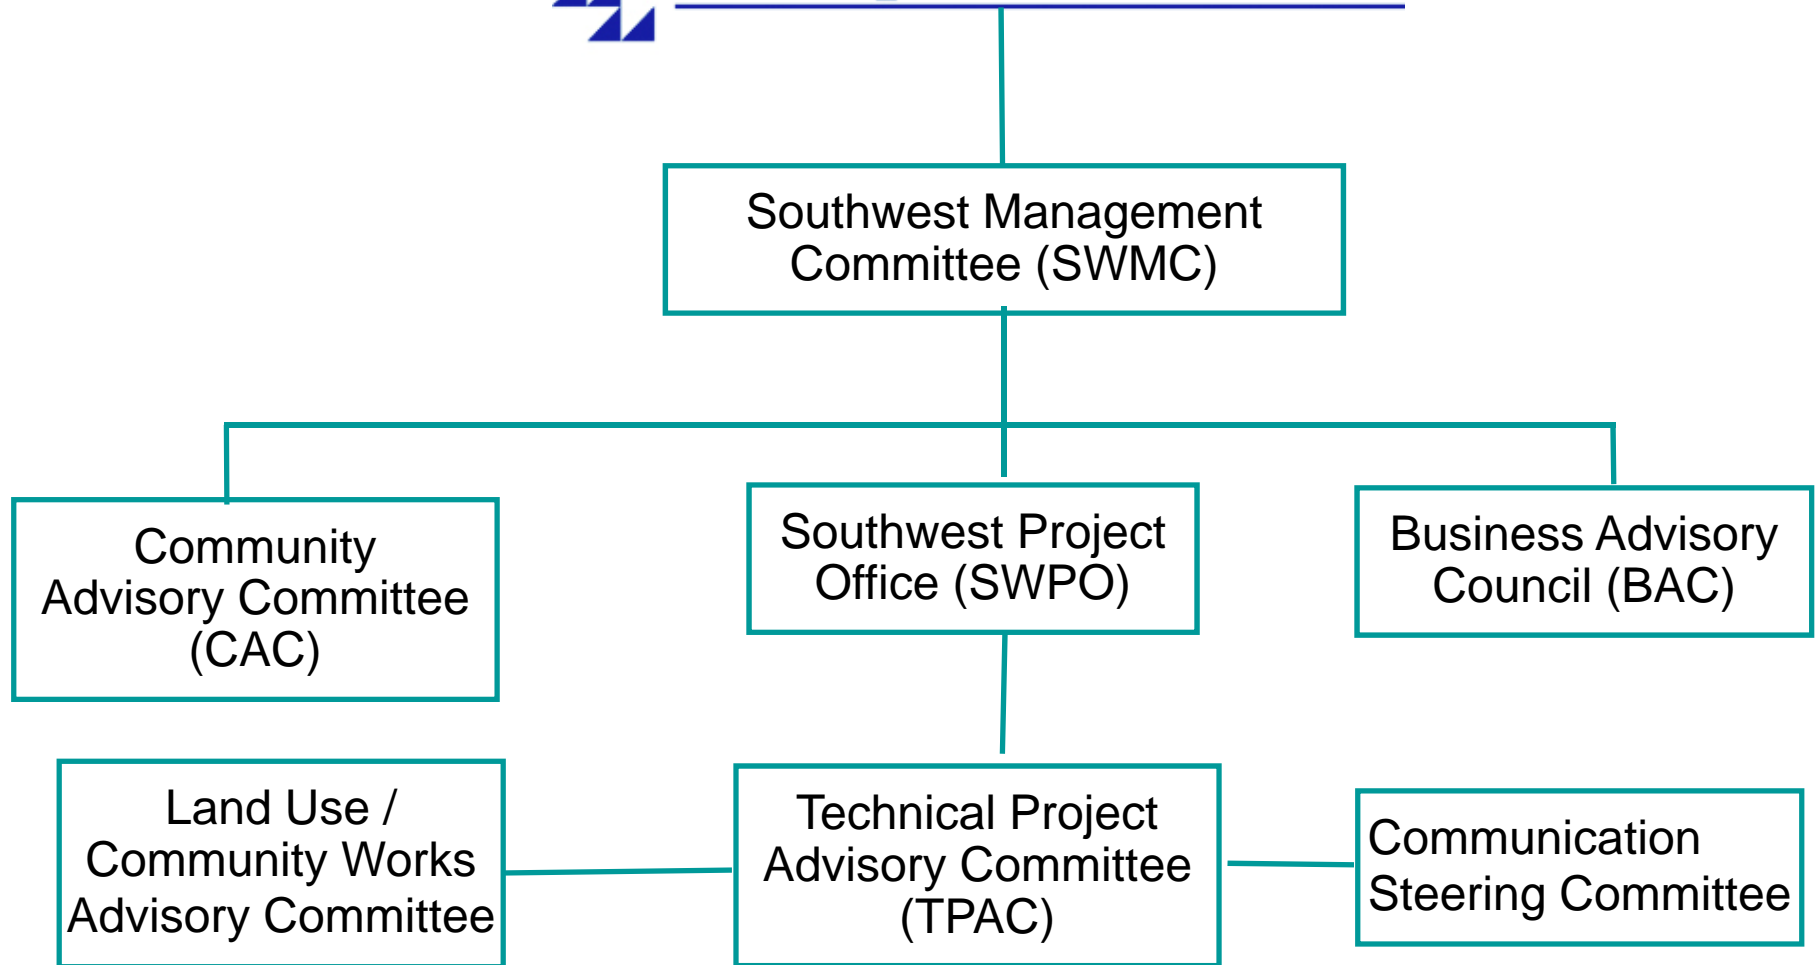 Southwest Management
Committee (SWMC)
Community
Advisory Committee
(CAC)
Southwest Project
Office (SWPO)
Business Advisory
Council (BAC)
Land Use /
Community Works
Advisory Committee
Technical Project
Advisory Committee
(TPAC)
Communication
Steering Committee